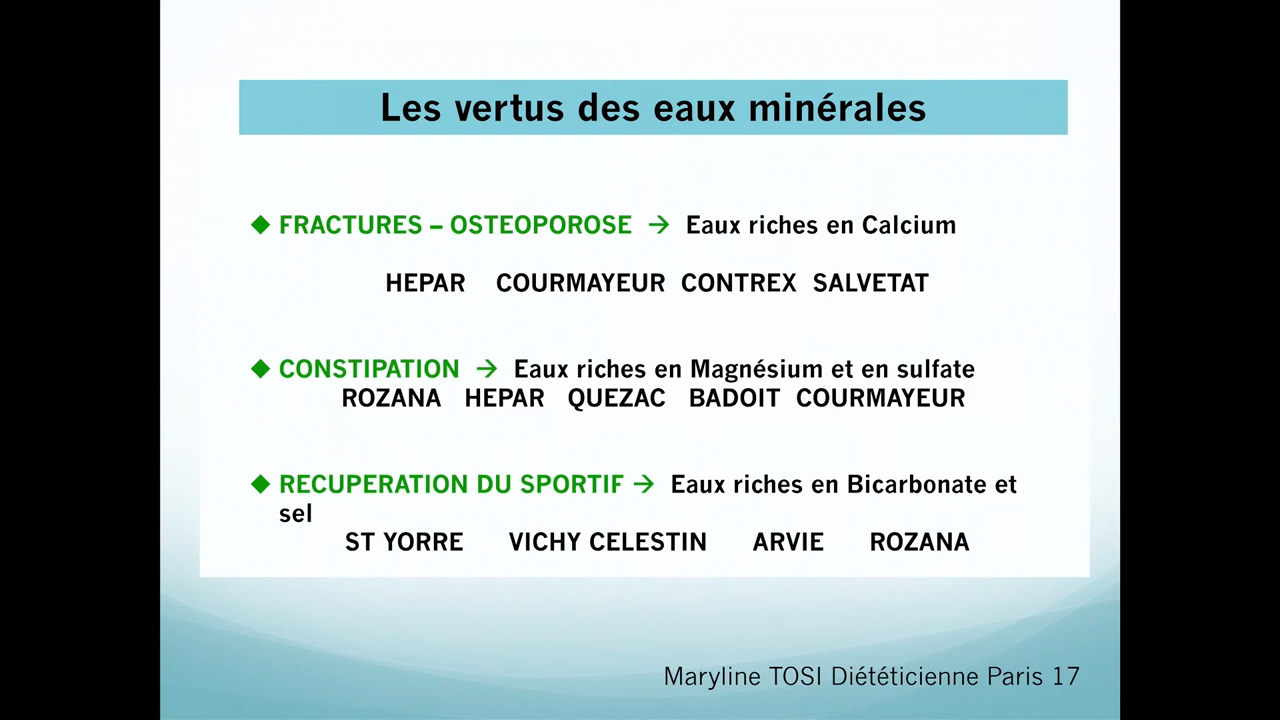 Les vertus des eaux minérales
◆ FRACTURES – OSTEOPOROSE → Eaux riches en Calcium
HEPAR COURMAYEUR CONTREX SALVETAT
◆ CONSTIPATION → Eaux riches en Magnésium et en sulfate
ROZANA HEPAR QUEZAC BADOIT COURMAYEUR
◆ RECUPERATION DU SPORTIF → Eaux riches en Bicarbonate et
sel
ST YORRE VICHY CELESTIN ARVIE ROZANA
Maryline TOSI Diététicienne Paris 17